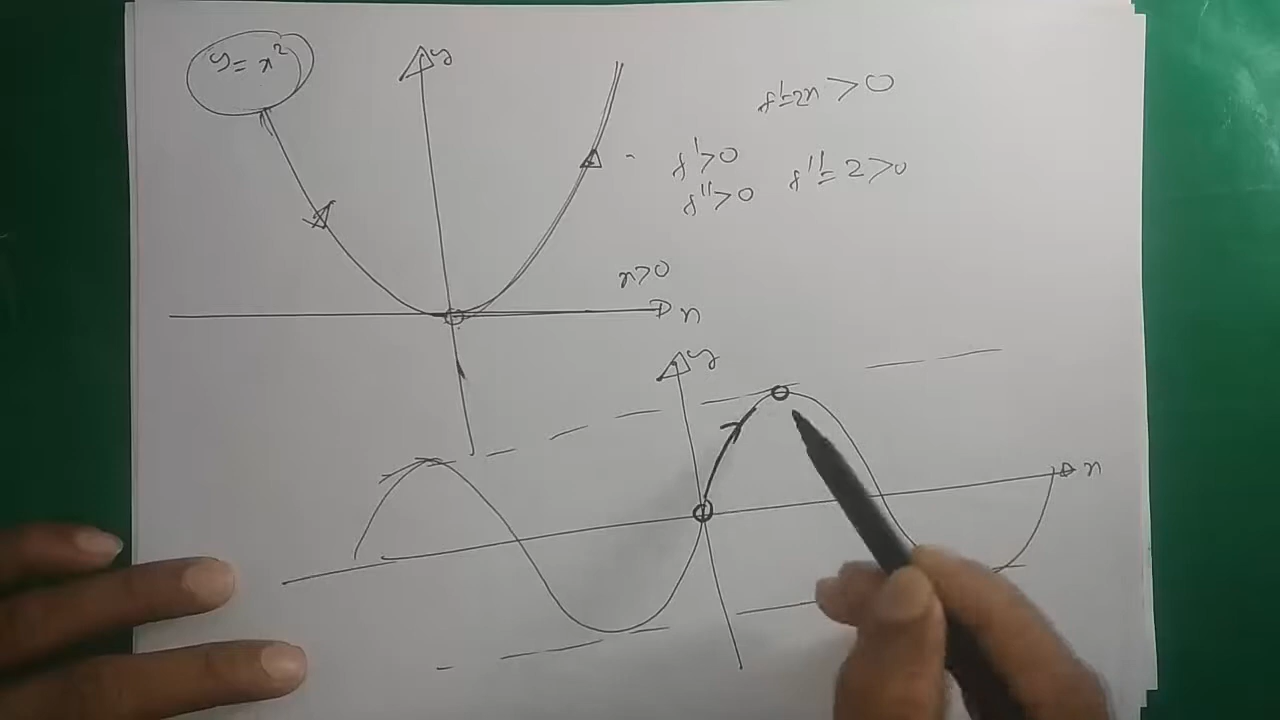 y = x²
y
f' = 2x > 0
f' > 0
f'' > 0
f'' = 2 > 0
x > 0
x
y
x